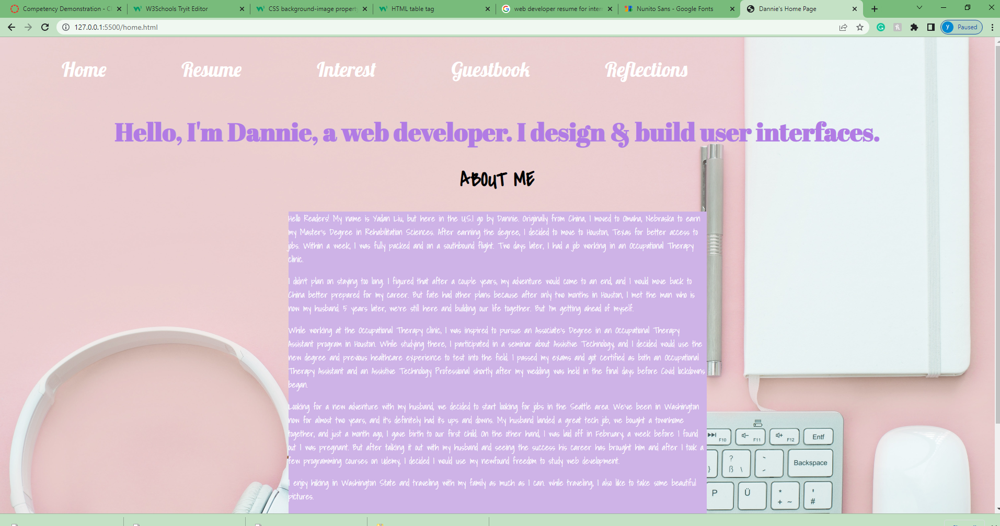 Competency Demonstration - C
W3Schools Tryit Editor
CSS background-image property
HTML table tag
web developer resume for inter
Nunito Sans - Google Fonts
Dannie's Home Page
127.0.0.1:5500/home.html
y Paused
Home Resume Interest Guestbook Reflections
Hello, I'm Dannie, a web developer. I design & build user interfaces.
ABOUT ME
Hello Readers! My name is Yadan Liu, but here in the U.S.I go by Dannie. Originally from China, I moved to Omaha, Nebraska to earn
my Master's Degree in Rehabilitation Sciences. After earning the degree, I decided to move to Houston, Texas for better access to
jobs. Within a week, I was fully packed and on a southbound flight. Two days later, I had a job working in an Occupational Therapy
clinic.
I didn't plan on staying too long. I figured that after a couple years, my adventure would come to an end, and I would move back to
China better prepared for my career. But fate had other plans because after only two months in Houston, I met the man who is
now my husband. 5 years later, we're still here and building our life together. But I'm getting ahead of myself.
While working at the Occupational Therapy clinic, I was inspired to pursue an Associate's Degree in an Occupational Therapy
Assistant program in Houston. While studying there, I participated in a seminar about Assistive Technology, and I decided would use the
new degree and previous healthcare experience to test into the field. I passed my exams and got certified as both an Occupational
Therapy Assistant and an Assistive Technology Professional shortly after my wedding was held in the final days before Covid lockdowns
began.
Looking for a new adventure with my husband, we decided to start looking for jobs in the Seattle area. We've been in Washington
now for almost two years, and it's definitely had its ups and downs. My husband landed a great tech job, we bought a townhome
together, and just a month ago, I gave birth to our first child. On the other hand, I was laid off in February, a week before I found
out I was pregnant. But after talking it out with my husband and seeing the success his career has brought him and after I took a
few programming courses on Udemy, I decided I would use my newfound freedom to study web development.
I enjoy hiking in Washington State and traveling with my family as much as I can. while traveling, I also like to take some beautiful
pictures.
F10 F11 F12 Entf
} ? ß \ Backspace
P Ü * + ~ ' #